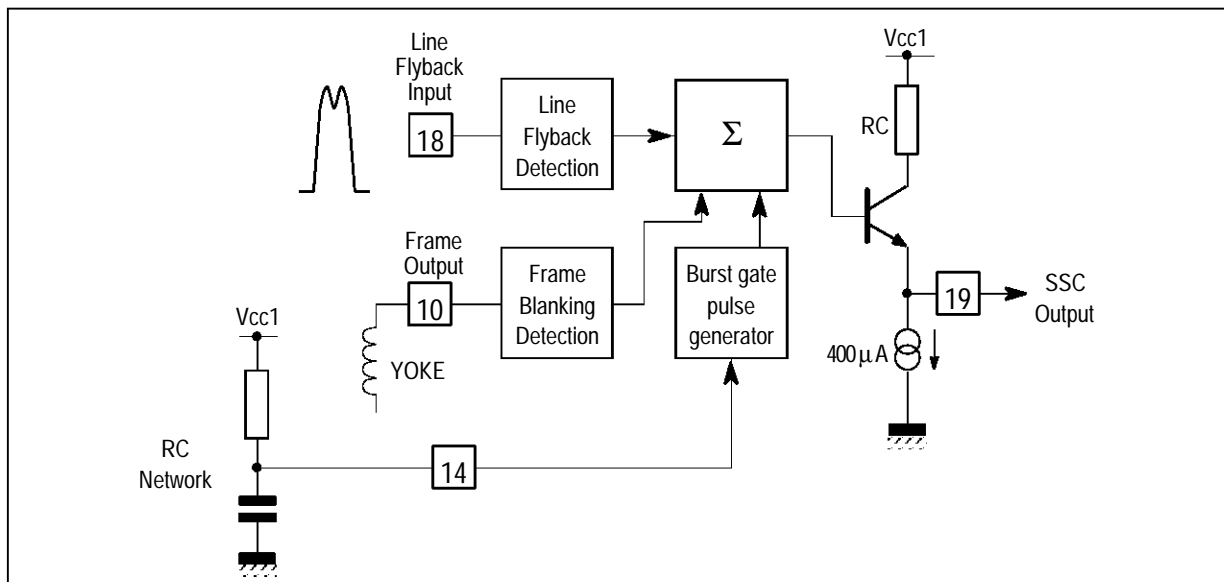 Line
Flyback
Input
18
Line
Flyback
Detection
Σ
Vcc1
RC
Frame
Output
10
Frame
Blanking
Detection
Burst gate
pulse
generator
19
SSC
Output
400 μ A
Vcc1
YOKE
RC
Network
14